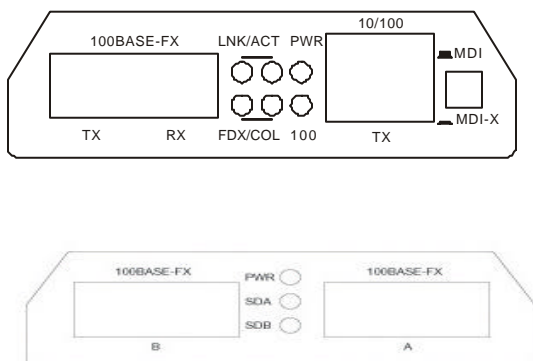 10/100
100BASE-FX LNK/ACT PWR
MDI
MDI-X
TX RX FDX/COL 100 TX
100BASE-FX PWR 100BASE-FX
SDA
SDB
B A